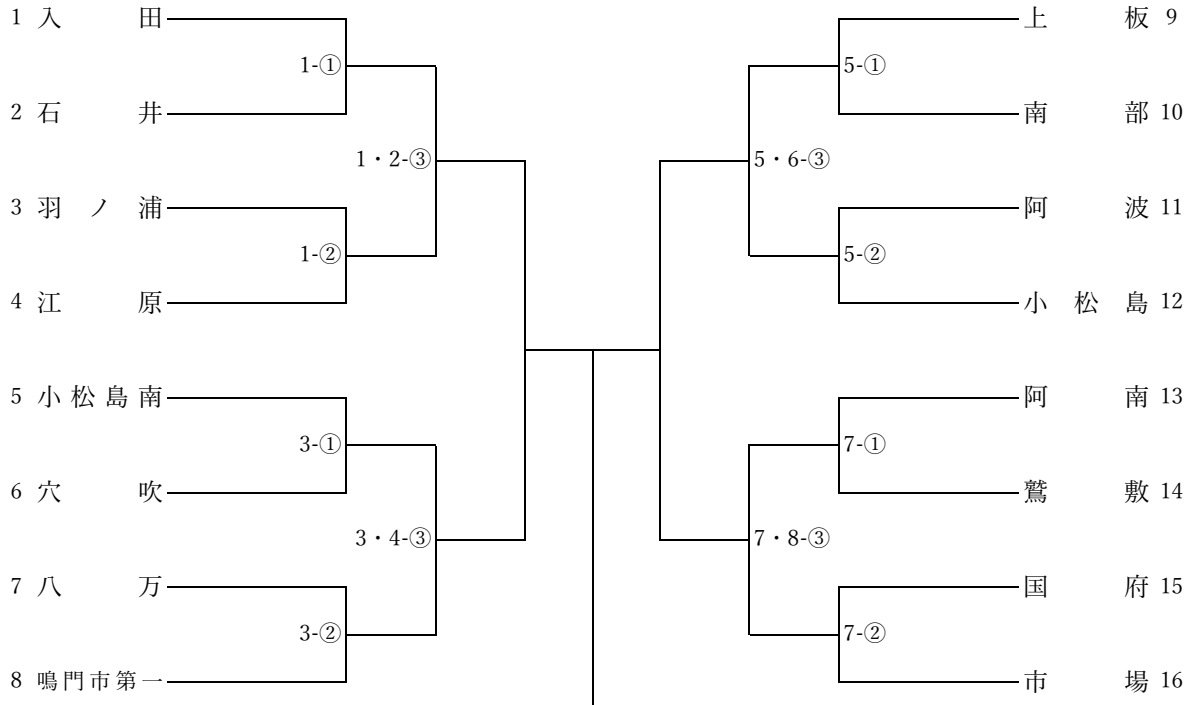 1 入田 上板 9
1-① 5-①
2 石井 南部 10
1・2-③ 5・6-③
3 羽ノ浦 阿波 11
1-② 5-②
4 江原 小松島 12
5 小松島南 阿南 13
3-① 7-①
6 穴吹 鷲敷 14
3・4-③ 7・8-③
7 八万 国府 15
3-② 7-②
8 鳴門市第一 市場 16